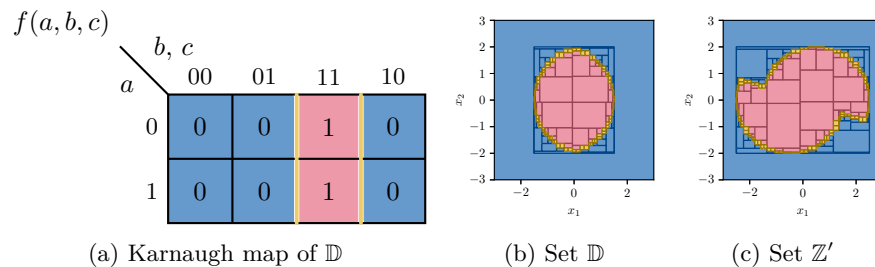 f(a, b, c)
b, c
a
00 01 11 10
0 0 0 1 0
1 0 0 1 0
(a) Karnaugh map of 𝔻
3
2
1
0
−1
−2
−3
x₂
−2 0 2
x₁
(b) Set 𝔻
3
2
1
0
−1
−2
−3
x₂
−2 0 2
x₁
(c) Set ℤ′